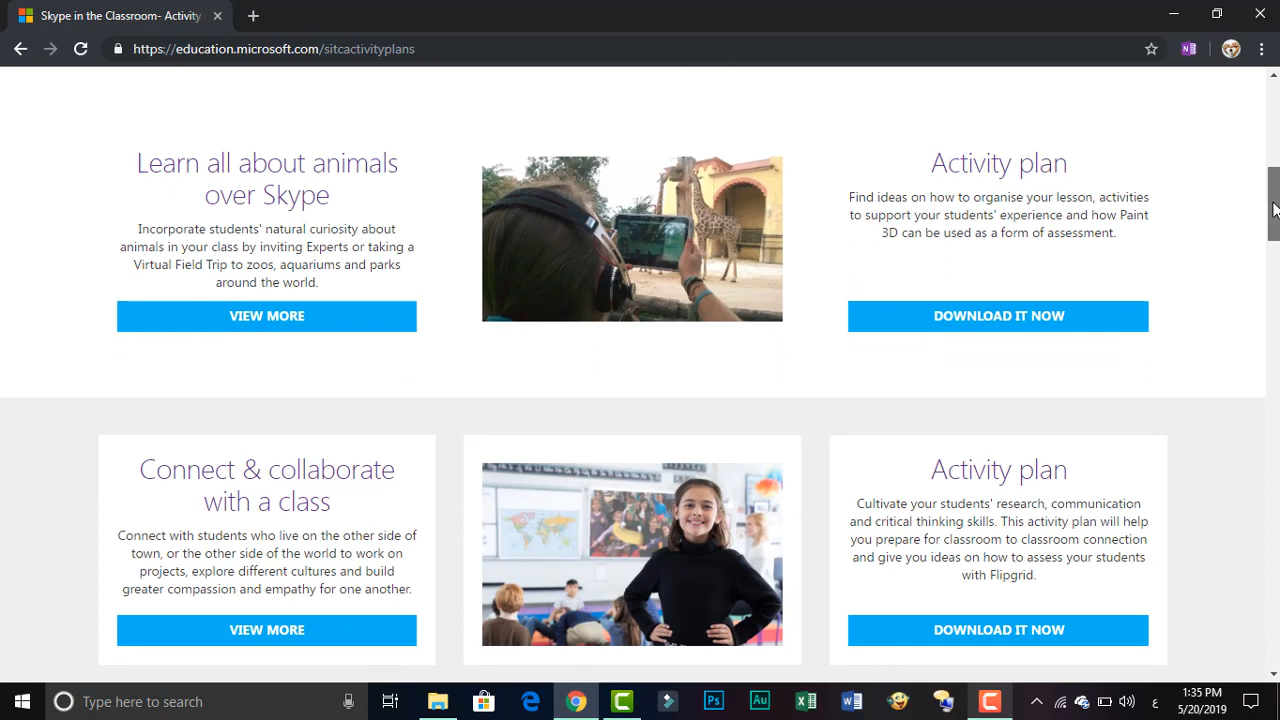 Skype in the Classroom- Activity
https://education.microsoft.com/sitcactivityplans
Learn all about animals
over Skype
Incorporate students' natural curiosity about
animals in your class by inviting Experts or taking a
Virtual Field Trip to zoos, aquariums and parks
around the world.
VIEW MORE
Activity plan
Find ideas on how to organise your lesson, activities
to support your students' experience and how Paint
3D can be used as a form of assessment.
DOWNLOAD IT NOW
Connect & collaborate
with a class
Connect with students who live on the other side of
town, or the other side of the world to work on
projects, explore different cultures and build
greater compassion and empathy for one another.
VIEW MORE
Activity plan
Cultivate your students' research, communication
and critical thinking skills. This activity plan will help
you prepare for classroom to classroom connection
and give you ideas on how to assess your students
with Flipgrid.
DOWNLOAD IT NOW
Type here to search
Ps
Au
ع
1:35 PM
5/20/2019